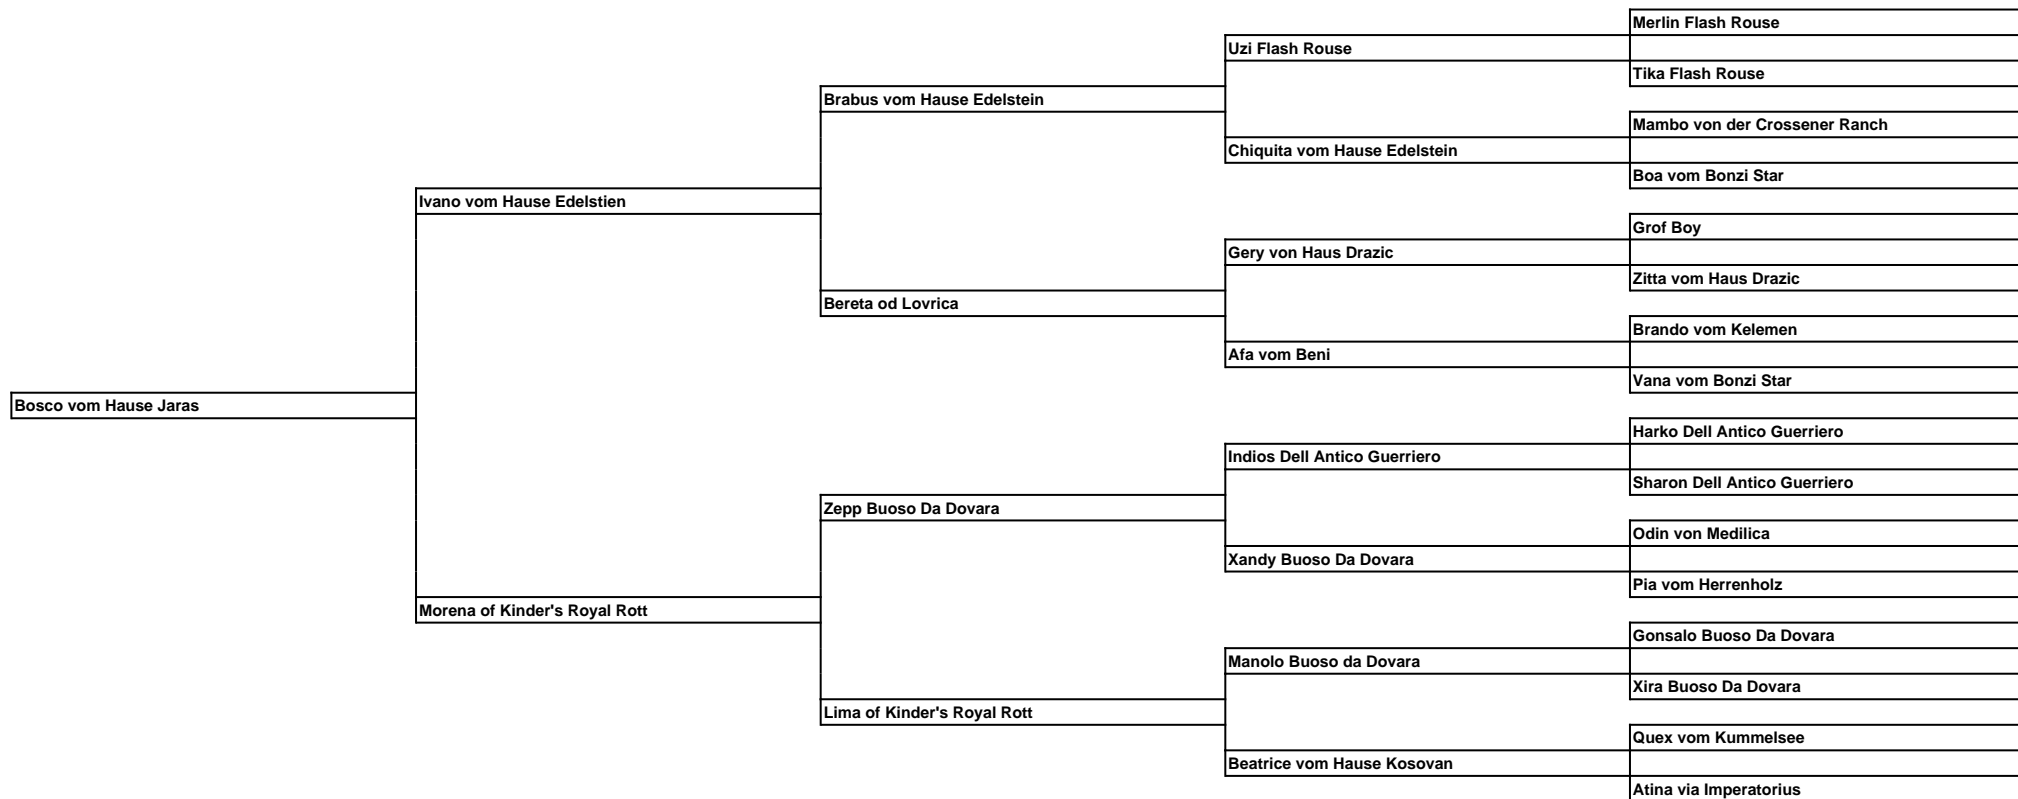 Merlin Flash Rouse
Uzi Flash Rouse
Tika Flash Rouse
Brabus vom Hause Edelstein
Mambo von der Crossener Ranch
Chiquita vom Hause Edelstein
Boa vom Bonzi Star
Ivano vom Hause Edelstien
Grof Boy
Gery von Haus Drazic
Zitta vom Haus Drazic
Bereta od Lovrica
Brando vom Kelemen
Afa vom Beni
Vana vom Bonzi Star
Bosco vom Hause Jaras
Harko Dell Antico Guerriero
Indios Dell Antico Guerriero
Sharon Dell Antico Guerriero
Zepp Buoso Da Dovara
Odin von Medilica
Xandy Buoso Da Dovara
Pia vom Herrenholz
Morena of Kinder's Royal Rott
Gonsalo Buoso Da Dovara
Manolo Buoso da Dovara
Xira Buoso Da Dovara
Lima of Kinder's Royal Rott
Quex vom Kummelsee
Beatrice vom Hause Kosovan
Atina via Imperatorius